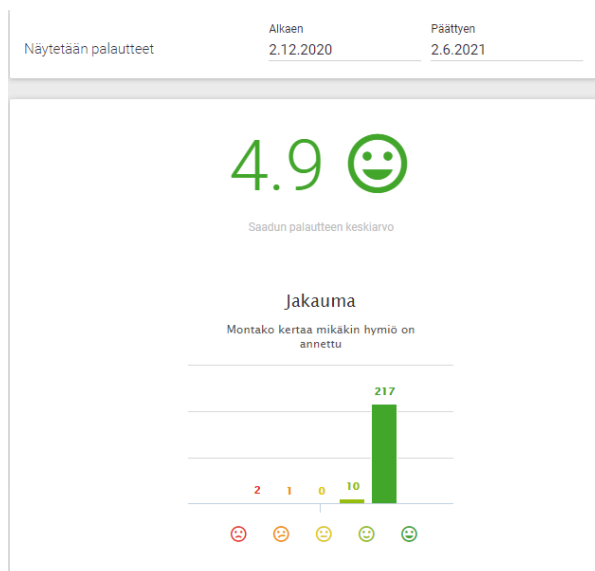 Näytetään palautteet
Alkaen
2.12.2020
Päättyen
2.6.2021
4.9
Saadun palautteen keskiarvo
Jakauma
Montako kertaa mikäkin hymiö on
annettu
2 1 0 10 217